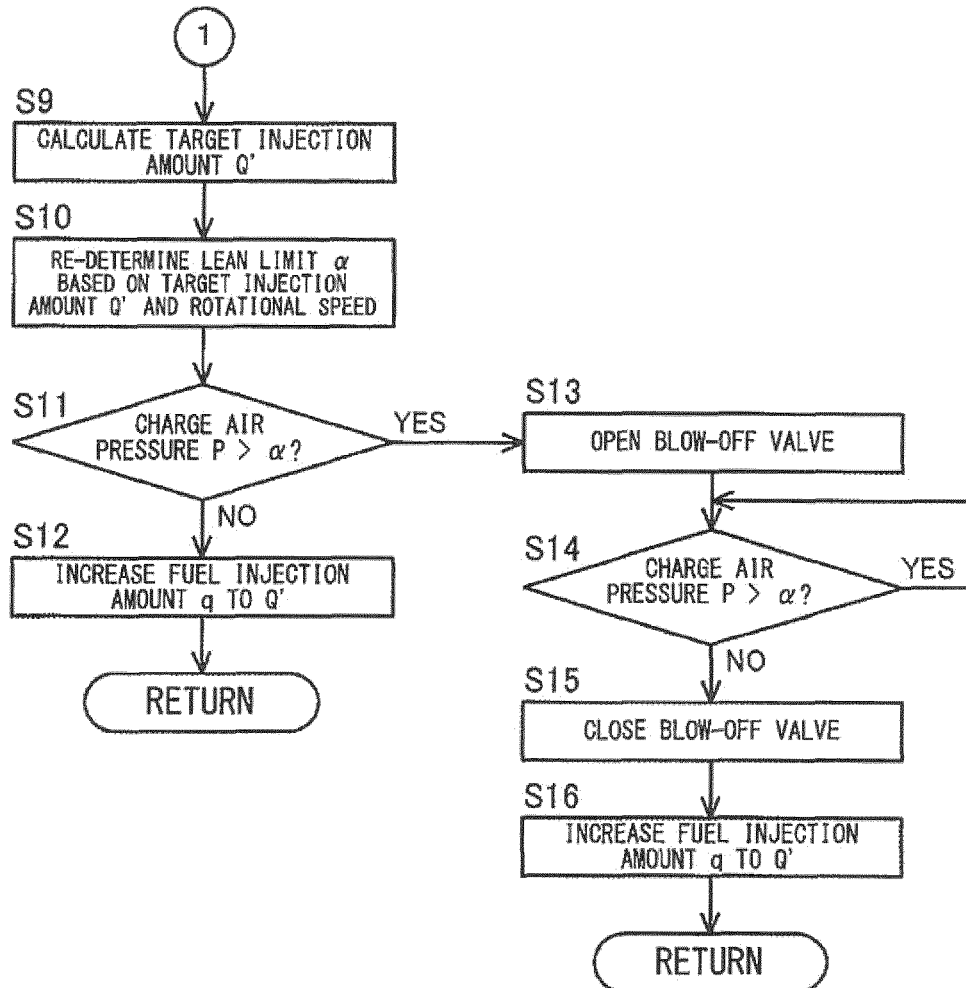 1
S9
CALCULATE TARGET INJECTION
AMOUNT Q'
S10
RE-DETERMINE LEAN LIMIT α
BASED ON TARGET INJECTION
AMOUNT Q' AND ROTATIONAL SPEED
S11
CHARGE AIR
PRESSURE P > α?
YES
NO
S12
INCREASE FUEL INJECTION
AMOUNT q TO Q'
RETURN
S13
OPEN BLOW-OFF VALVE
S14
CHARGE AIR
PRESSURE P > α?
YES
NO
S15
CLOSE BLOW-OFF VALVE
S16
INCREASE FUEL INJECTION
AMOUNT q TO Q'
RETURN